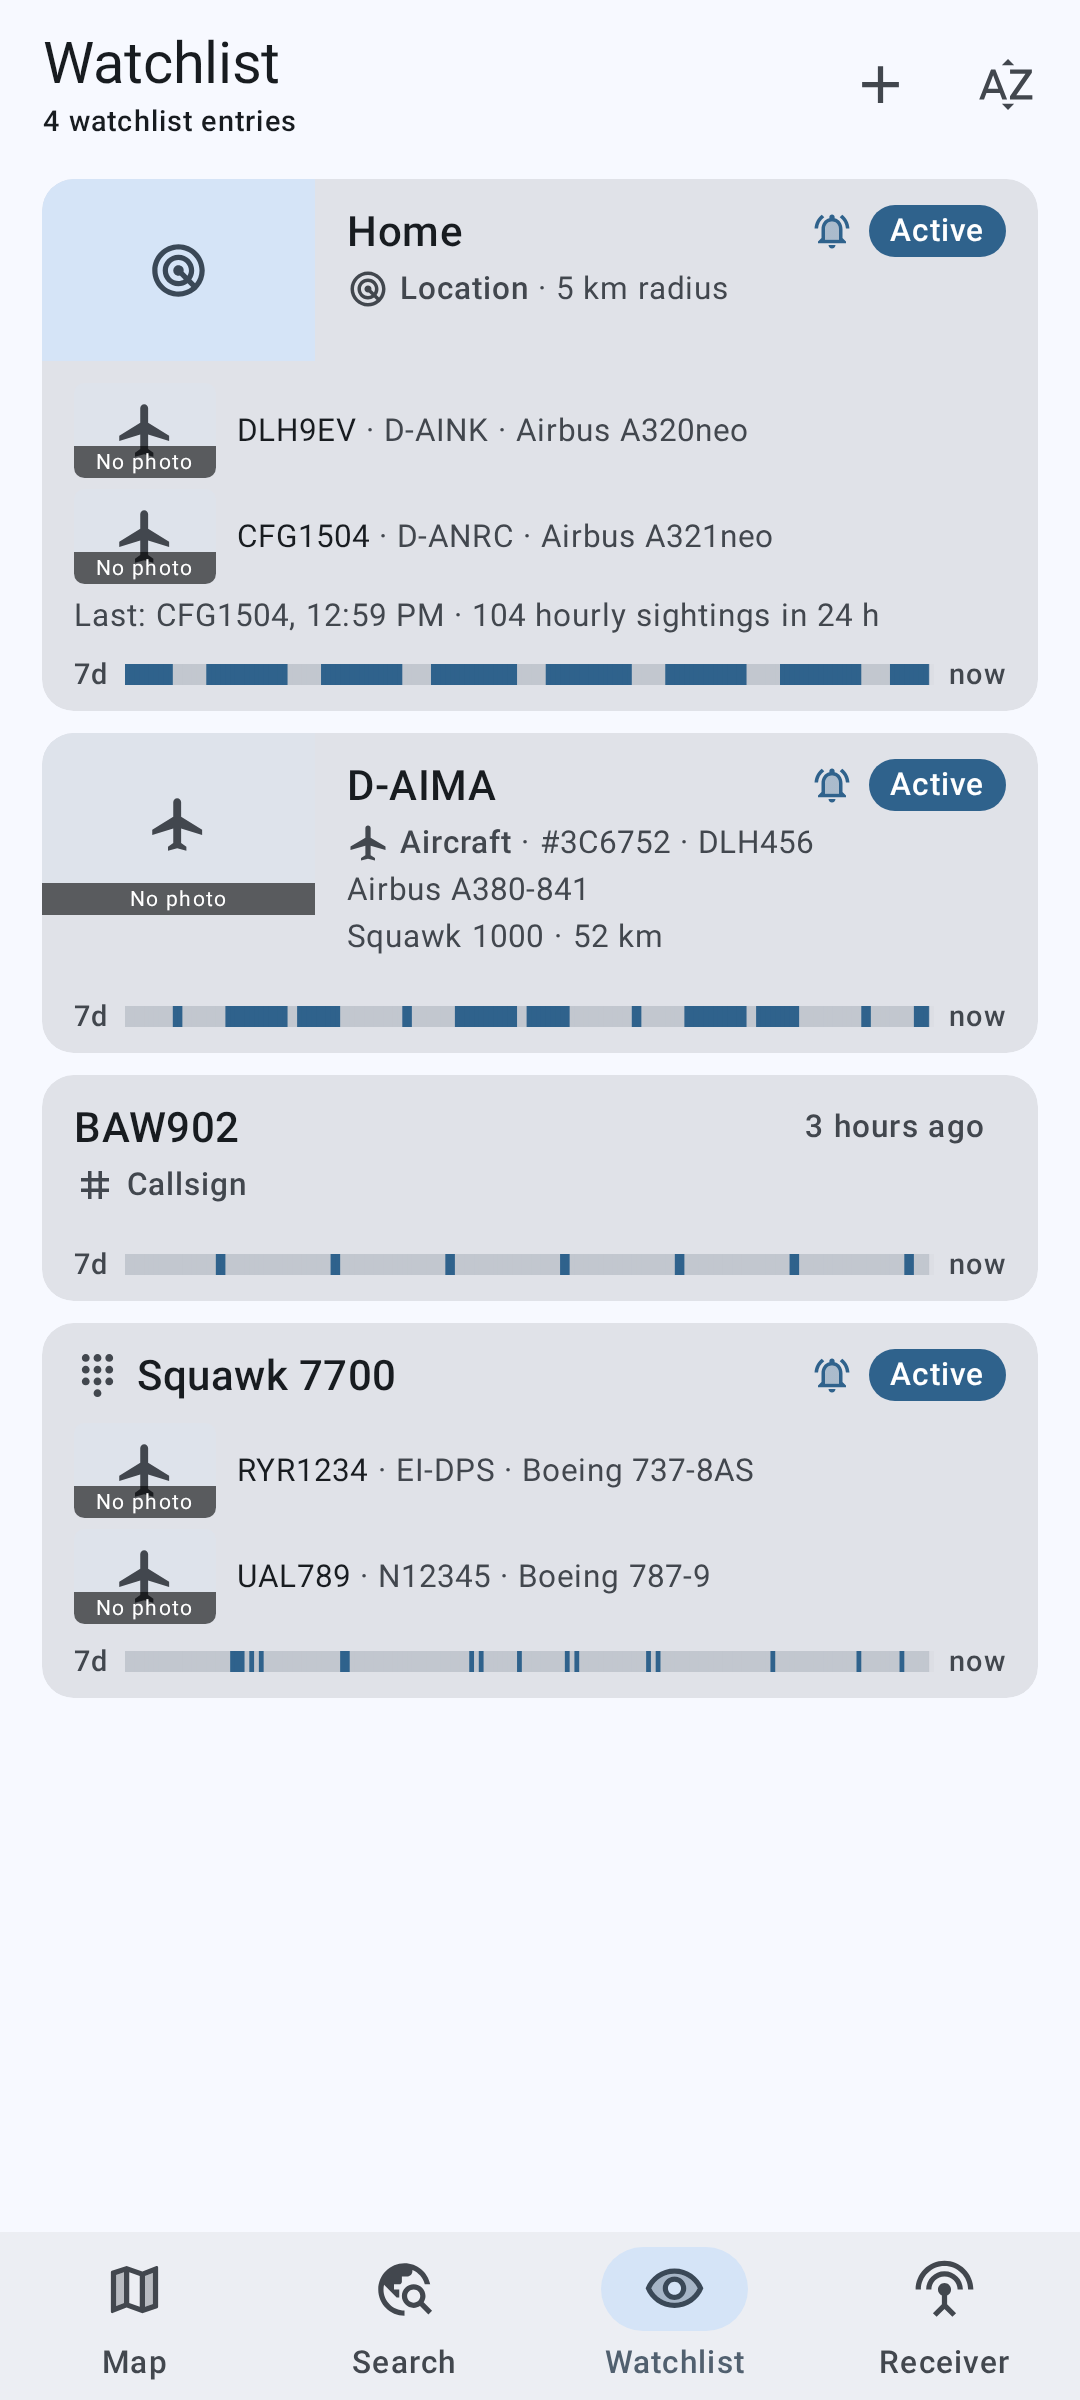 Watchlist
4 watchlist entries
AZ
Home
Active
Location · 5 km radius
No photo
DLH9EV · D-AINK · Airbus A320neo
No photo
CFG1504 · D-ANRC · Airbus A321neo
Last: CFG1504, 12:59 PM · 104 hourly sightings in 24 h
7d
now
D-AIMA
Active
Aircraft · #3C6752 · DLH456
Airbus A380-841
Squawk 1000 · 52 km
No photo
7d
now
BAW902
3 hours ago
# Callsign
7d
now
Squawk 7700
Active
No photo
RYR1234 · EI-DPS · Boeing 737-8AS
No photo
UAL789 · N12345 · Boeing 787-9
7d
now
Map
Search
Watchlist
Receiver